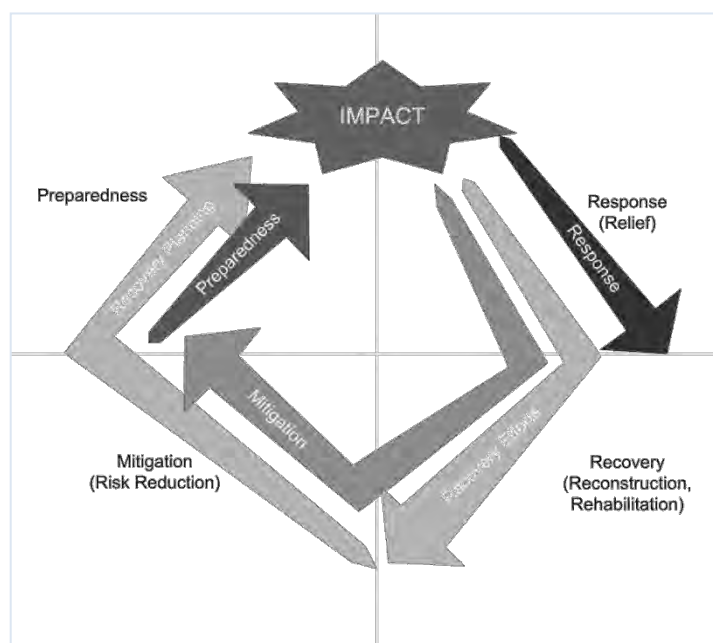 IMPACT
Preparedness
Recovery Planning
Preparedness
Response
(Relief)
Response
Mitigation
Mitigation
(Risk Reduction)
Recovery Efforts
Recovery
(Reconstruction,
Rehabilitation)